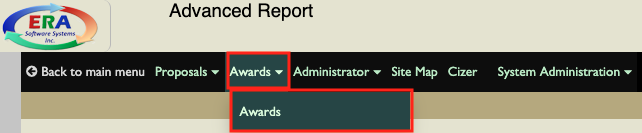 ERA
Software Systems
Inc.
Advanced Report
Back to main menu Proposals Awards Administrator Site Map Cizer System Administration
Awards